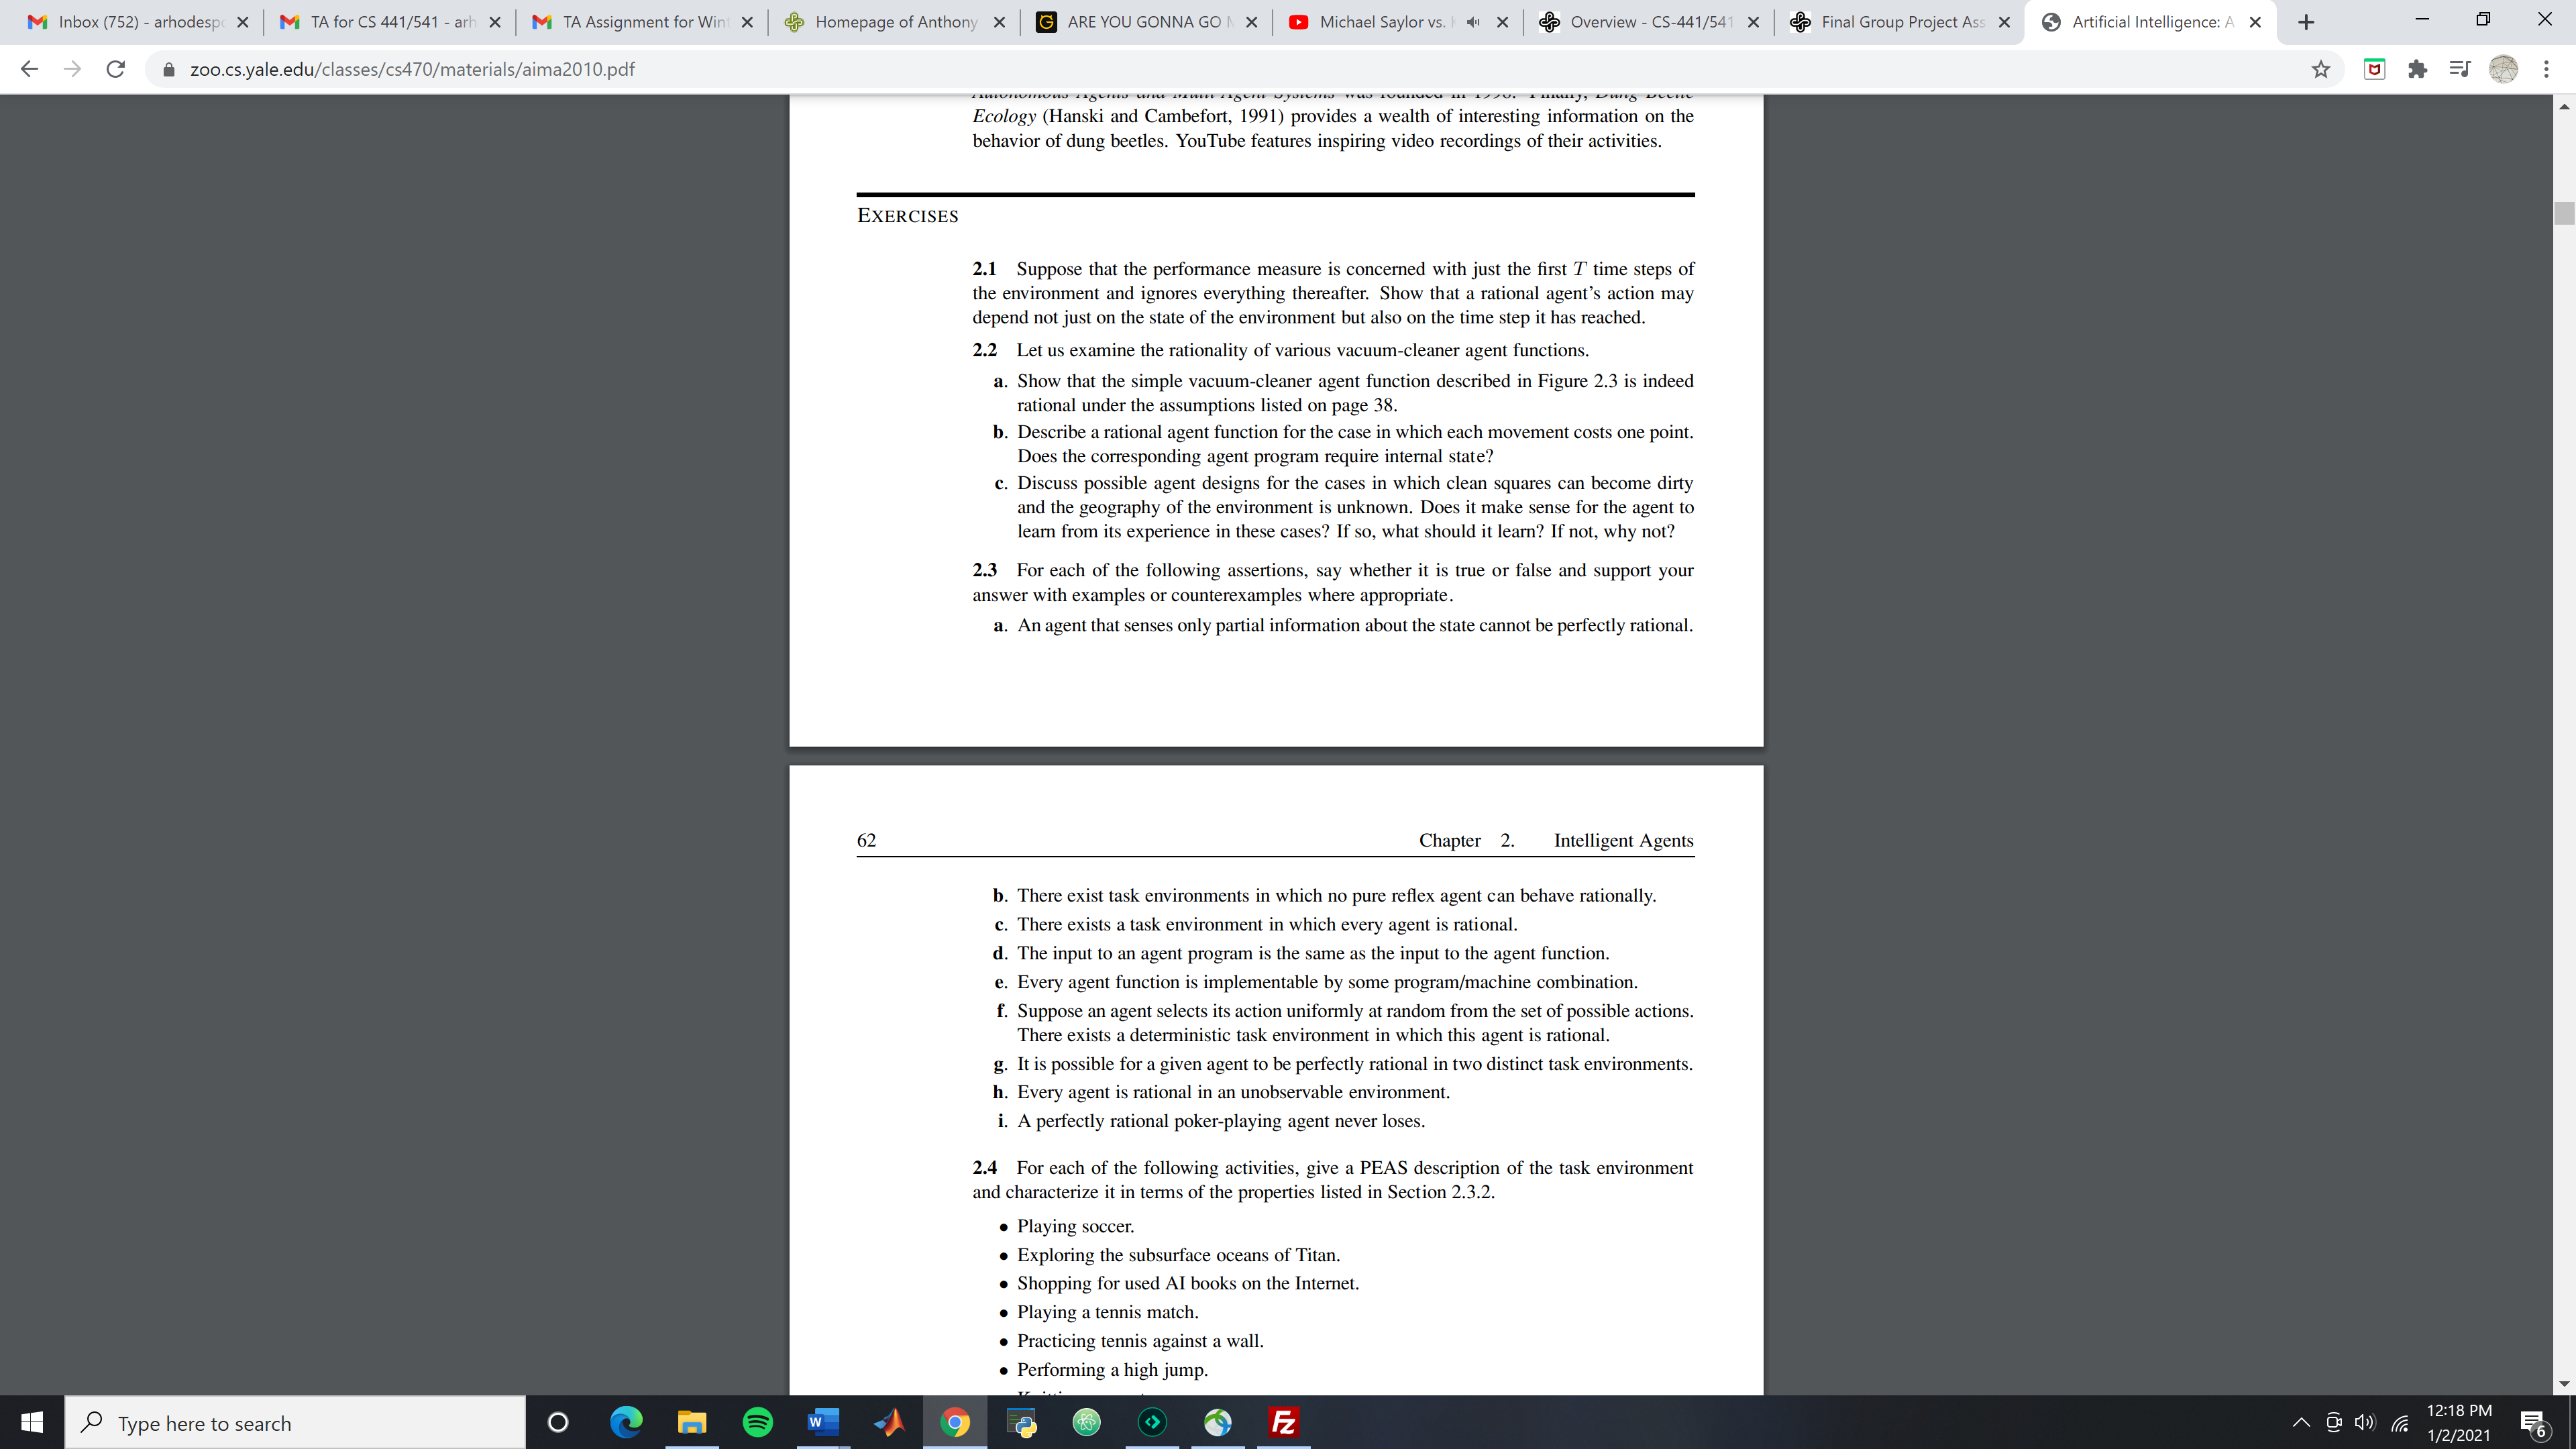 Inbox (752) - arhodespd
TA for CS 441/541 - arh
TA Assignment for Wint
Homepage of Anthony
ARE YOU GONNA GO
Michael Saylor vs.
Overview - CS-441/541
Final Group Project Ass
Artificial Intelligence: A
zoo.cs.yale.edu/classes/cs470/materials/aima2010.pdf
Autonomous Agents and Multi-Agent Systems was founded in 1998. Finally, Dung Beetle
Ecology (Hanski and Cambefort, 1991) provides a wealth of interesting information on the
behavior of dung beetles. YouTube features inspiring video recordings of their activities.
EXERCISES
2.1 Suppose that the performance measure is concerned with just the first T time steps of
the environment and ignores everything thereafter. Show that a rational agent's action may
depend not just on the state of the environment but also on the time step it has reached.
2.2 Let us examine the rationality of various vacuum-cleaner agent functions.
a. Show that the simple vacuum-cleaner agent function described in Figure 2.3 is indeed
rational under the assumptions listed on page 38.
b. Describe a rational agent function for the case in which each movement costs one point.
Does the corresponding agent program require internal state?
c. Discuss possible agent designs for the cases in which clean squares can become dirty
and the geography of the environment is unknown. Does it make sense for the agent to
learn from its experience in these cases? If so, what should it learn? If not, why not?
2.3 For each of the following assertions, say whether it is true or false and support your
answer with examples or counterexamples where appropriate.
a. An agent that senses only partial information about the state cannot be perfectly rational.
62 Chapter 2. Intelligent Agents
b. There exist task environments in which no pure reflex agent can behave rationally.
c. There exists a task environment in which every agent is rational.
d. The input to an agent program is the same as the input to the agent function.
e. Every agent function is implementable by some program/machine combination.
f. Suppose an agent selects its action uniformly at random from the set of possible actions.
There exists a deterministic task environment in which this agent is rational.
g. It is possible for a given agent to be perfectly rational in two distinct task environments.
h. Every agent is rational in an unobservable environment.
i. A perfectly rational poker-playing agent never loses.
2.4 For each of the following activities, give a PEAS description of the task environment
and characterize it in terms of the properties listed in Section 2.3.2.
• Playing soccer.
• Exploring the subsurface oceans of Titan.
• Shopping for used AI books on the Internet.
• Playing a tennis match.
• Practicing tennis against a wall.
• Performing a high jump.
Type here to search
12:18 PM
1/2/2021
6